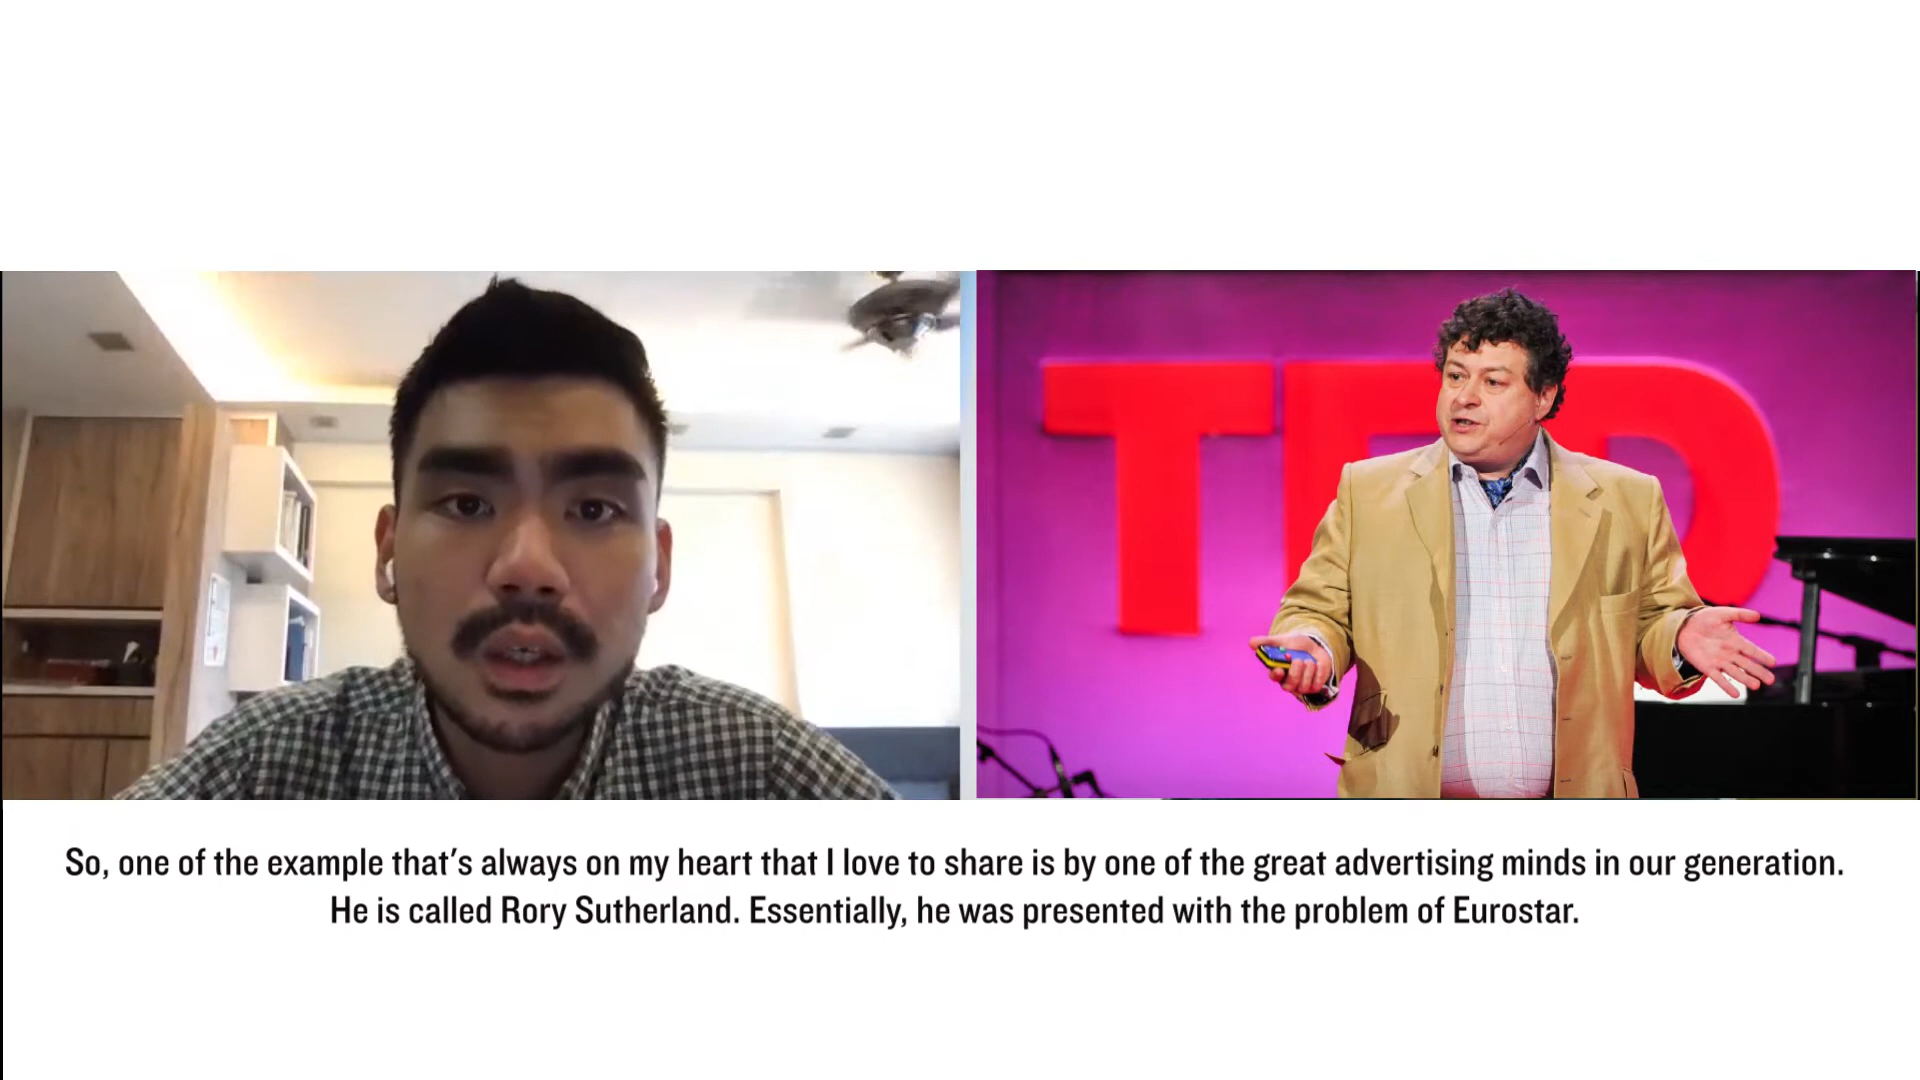 TED
So, one of the example that's always on my heart that I love to share is by one of the great advertising minds in our generation.
He is called Rory Sutherland. Essentially, he was presented with the problem of Eurostar.